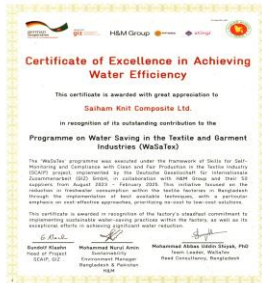 german
giz
H&M Group
Certificate of Excellence in Achieving
Water Efficiency
This certificate is awarded with great appreciation to
Saiham Knit Composite Ltd.
in recognition of its outstanding contribution to the
Programme on Water Saving in the Textile and Garment
Industries (WaSaTex)
The 'WaSaTex' programme was executed under the framework of Skills for Self-
Monitoring and Compliance with Clean and Fair Production in the Textile Industry
(SCAIP) project, implemented by the Deutsche Gesellschaft für Internationale
Zusammenarbeit (GIZ) GmbH, in collaboration with H&M Group and their 50
suppliers from August 2023 – February 2025. This initiative focused on the
reduction in freshwater consumption within the textile factories in Bangladesh
through the implementation of best available techniques, with a particular
emphasis on cost-effective approaches, prioritising no-cost to low-cost solutions.
This certificate is awarded in recognition of the factory's steadfast commitment to
implementing sustainable water-saving practices within the factory, as well as its
exceptional efforts in achieving significant water reduction.
Gundolf Klaehn
Head of Project
SCAIP, GIZ
Mohammad Nurul Amin
Sustainability
Environment Manager
Bangladesh & Pakistan
H&M
Mohammad Abbas Uddin Shiyak, PhD
Team Leader, WaSaTex
Reed Consulting, Bangladesh